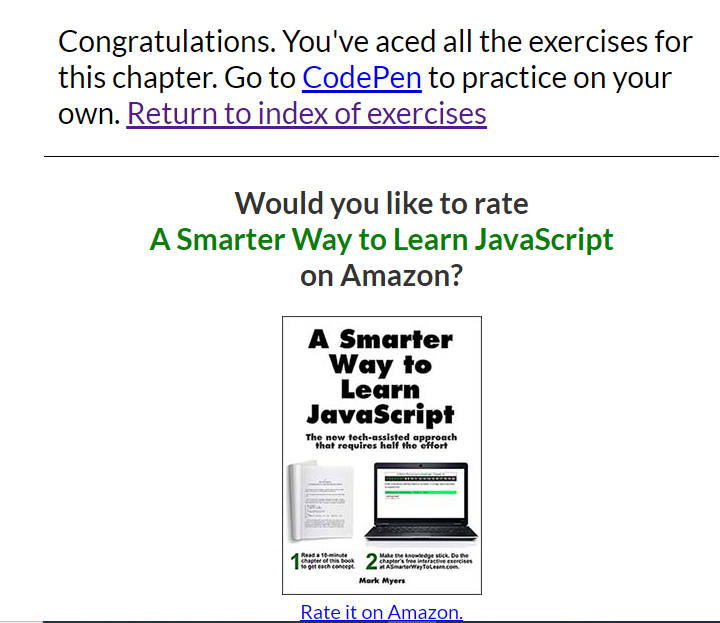 Congratulations. You've aced all the exercises for
this chapter. Go to CodePen to practice on your
own. Return to index of exercises
Would you like to rate
A Smarter Way to Learn JavaScript
on Amazon?
A Smarter
Way to
Learn
JavaScript
The new tech-assisted approach
that requires half the effort
1 Read a 10-minute
chapter of this book
to get each concept.
2 Make the knowledge stick. Do the
chapter's free interactive exercises
at ASmarterWayToLearn.com.
Mark Myers
Rate it on Amazon.